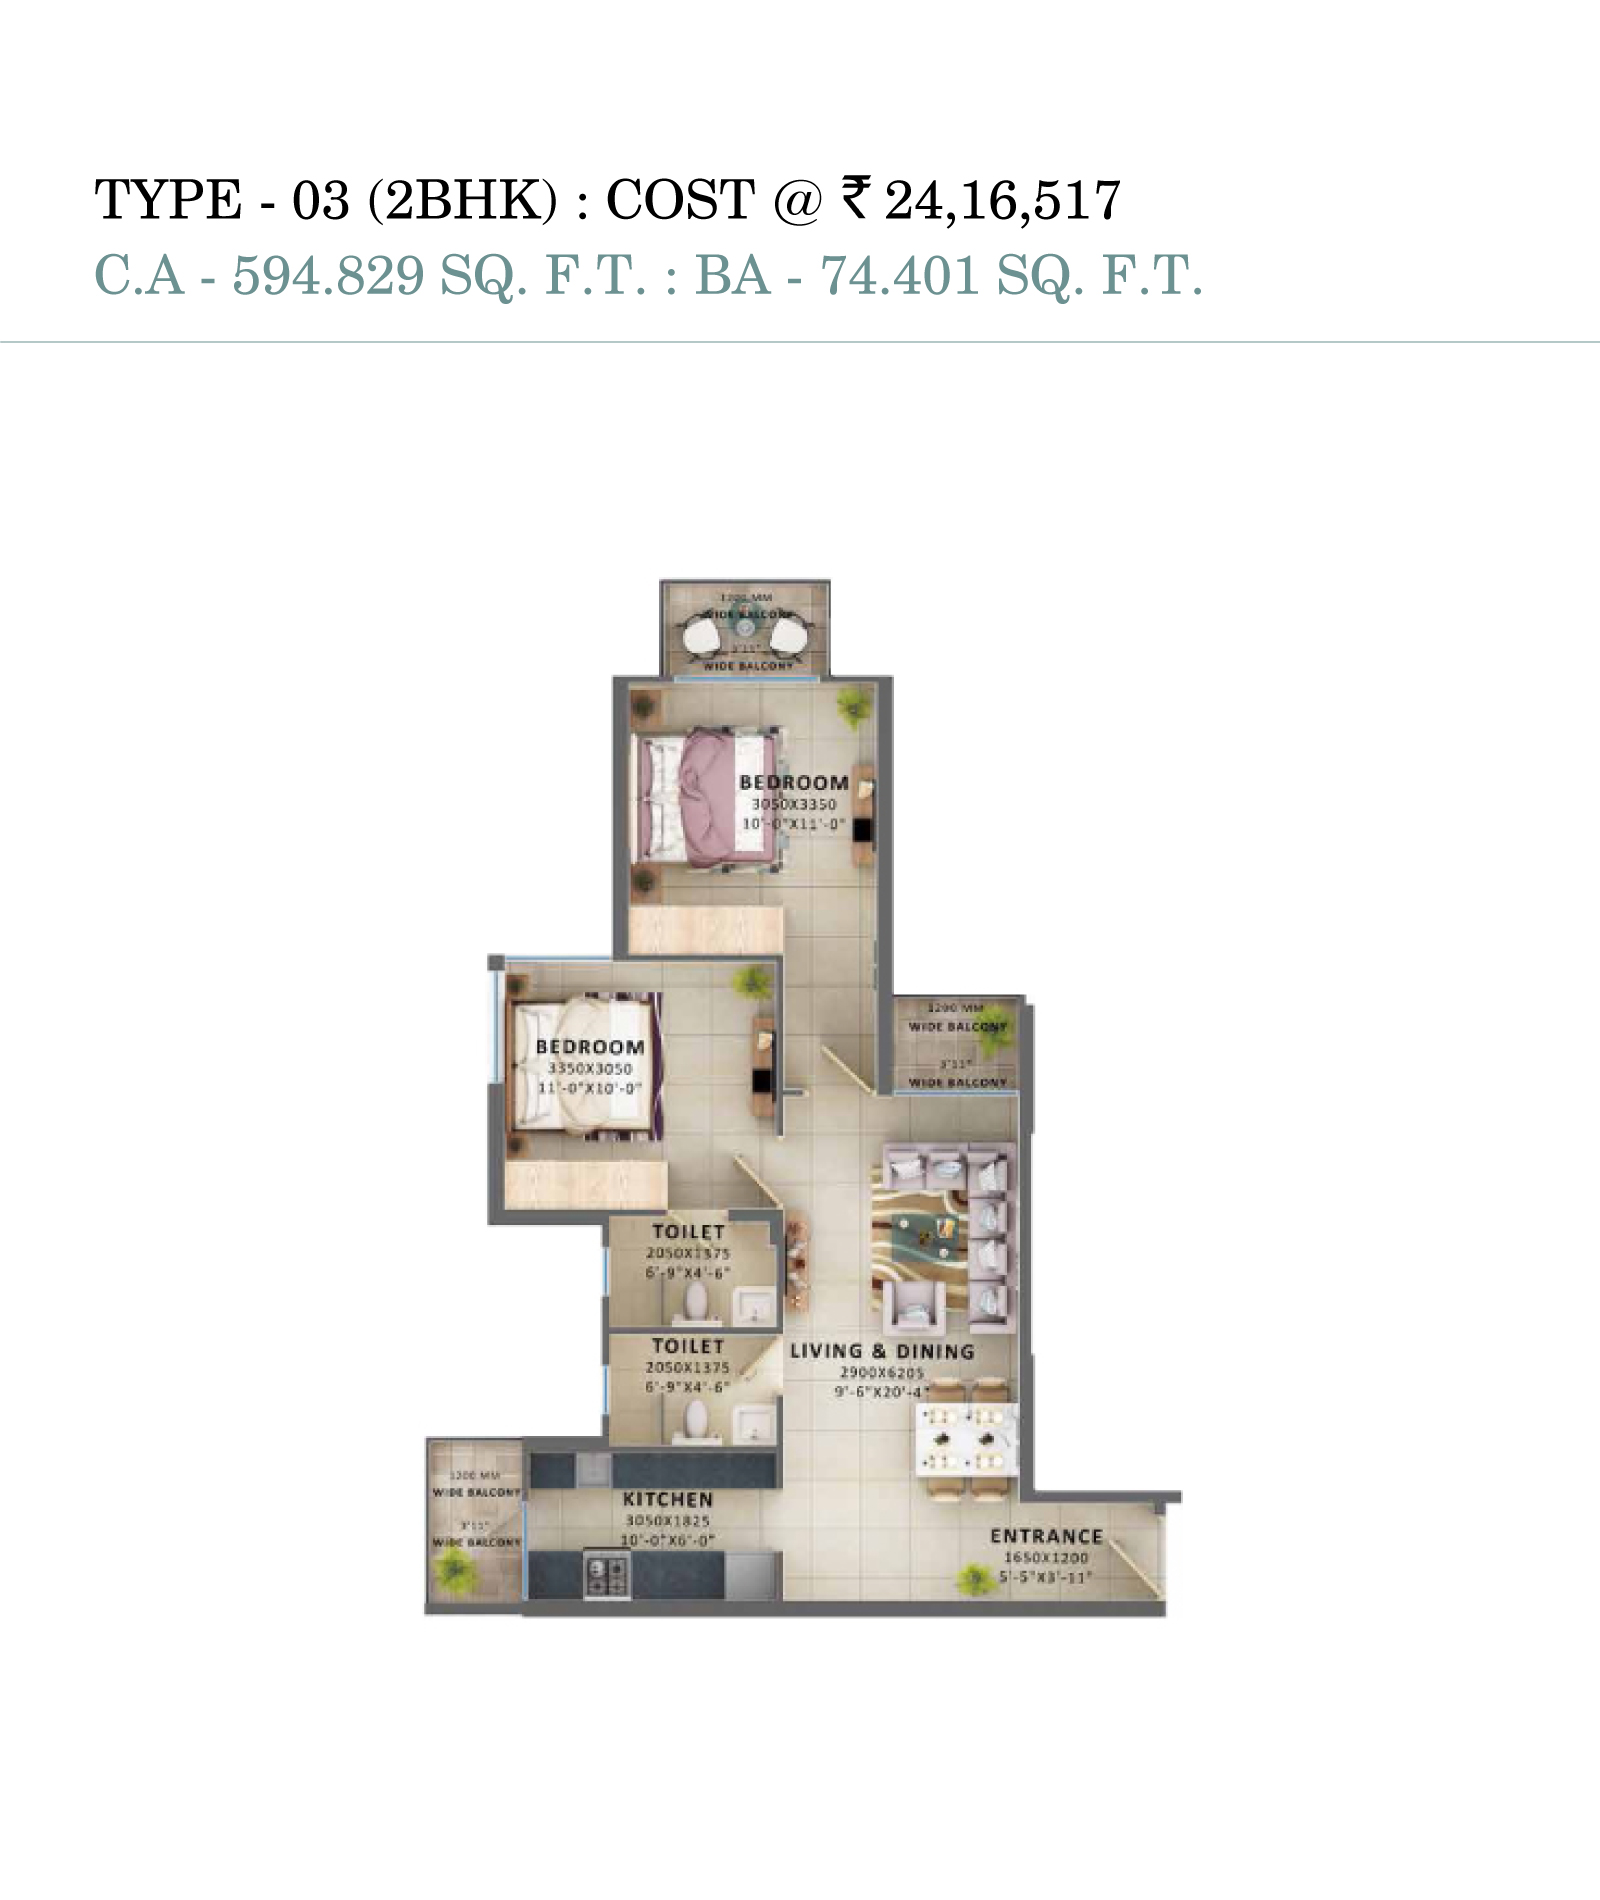 TYPE - 03 (2BHK) : COST @ ₹ 24,16,517
C.A - 594.829 SQ. F.T. : BA - 74.401 SQ. F.T.
1200 MM
WIDE BALCONY
3'11"
WIDE BALCONY
BEDROOM
3050X3350
10'-0"X11'-0"
1200 MM
WIDE BALCONY
3'11"
WIDE BALCONY
BEDROOM
3350X3050
11'-0"X10'-0"
TOILET
2050X1375
6'-9"X4'-6"
TOILET
2050X1375
6'-9"X4'-6"
LIVING & DINING
2900X6205
9'-6"X20'-4"
1200 MM
WIDE BALCONY
3'11"
WIDE BALCONY
KITCHEN
3050X1825
10'-0"X6'-0"
ENTRANCE
1650X1200
5'-5"X3'-11"